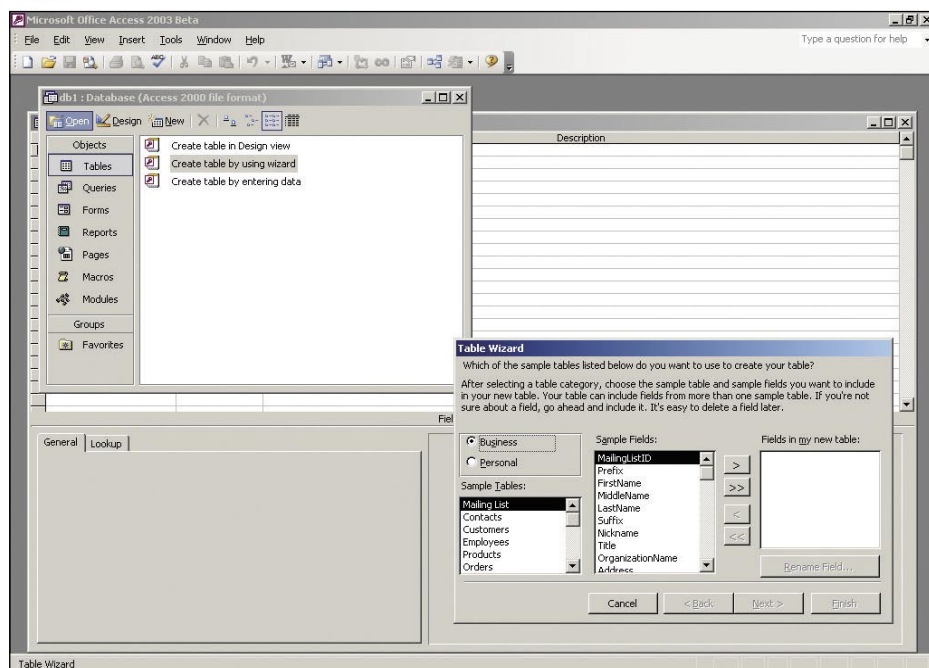 Microsoft Office Access 2003 Beta
File Edit View Insert Tools Window Help
Type a question for help
db1 : Database (Access 2000 file format)
Open Design New
Objects
Tables
Queries
Forms
Reports
Pages
Macros
Modules
Groups
Favorites
Create table in Design view
Create table by using wizard
Create table by entering data
Description
Fiel
General Lookup
Table Wizard
Which of the sample tables listed below do you want to use to create your table?
After selecting a table category, choose the sample table and sample fields you want to include
in your new table. Your table can include fields from more than one sample table. If you're not
sure about a field, go ahead and include it. It's easy to delete a field later.
Business
Personal
Sample Tables:
Mailing List
Contacts
Customers
Employees
Products
Orders
Sample Fields:
MailingListID
Prefix
FirstName
MiddleName
LastName
Suffix
Nickname
Title
OrganizationName
Address
>
>>
<
<<
Fields in my new table:
Rename Field...
Cancel < Back Next > Finish
Table Wizard